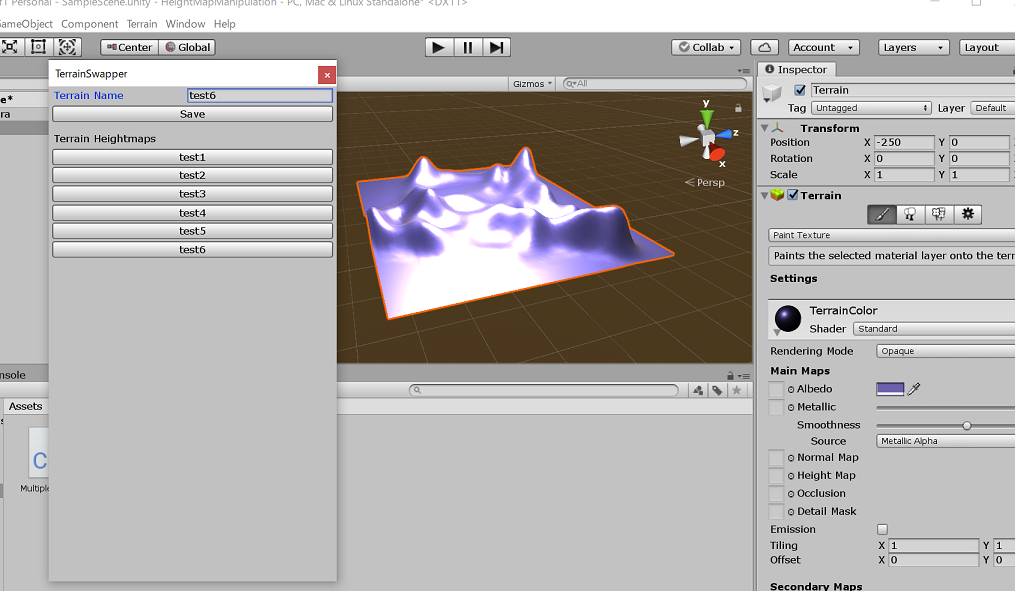 f1 Personal - SampleScene.unity - HeightMapManipulation - PC, Mac & Linux Standalone* <DX11>
GameObject Component Terrain Window Help
Center Global Collab Account Layers Layout
TerrainSwapper
Terrain Name test6
Save
Terrain Heightmaps
test1
test2
test3
test4
test5
test6
e*
ra
Gizmos All
y
z
x
Persp
nsole
Assets
C
Multiple
Inspector
Terrain
Tag Untagged Layer Default
Transform
Position X -250 Y 0
Rotation X 0 Y 0
Scale X 1 Y 1
Terrain
Paint Texture
Paints the selected material layer onto the terr
Settings
TerrainColor
Shader Standard
Rendering Mode Opaque
Main Maps
Albedo
Metallic
Smoothness
Source Metallic Alpha
Normal Map
Height Map
Occlusion
Detail Mask
Emission
Tiling X 1 Y 1
Offset X 0 Y 0
Secondary Maps